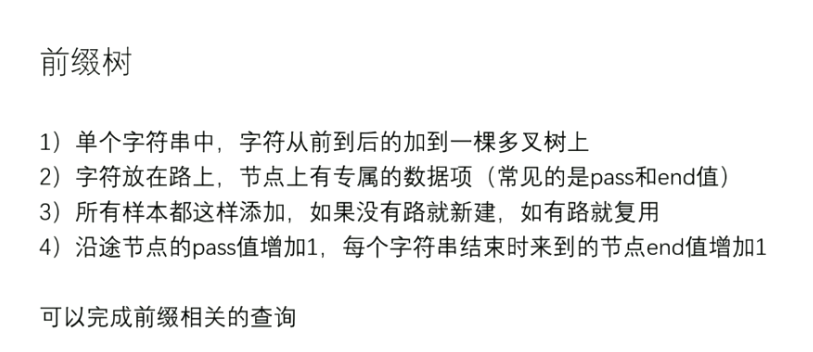 前缀树
1）单个字符串中，字符从前到后的加到一棵多叉树上
2）字符放在路上，节点上有专属的数据项（常见的是pass和end值）
3）所有样本都这样添加，如果没有路就新建，如有路就复用
4）沿途节点的pass值增加1，每个字符串结束时来到的节点end值增加1
可以完成前缀相关的查询